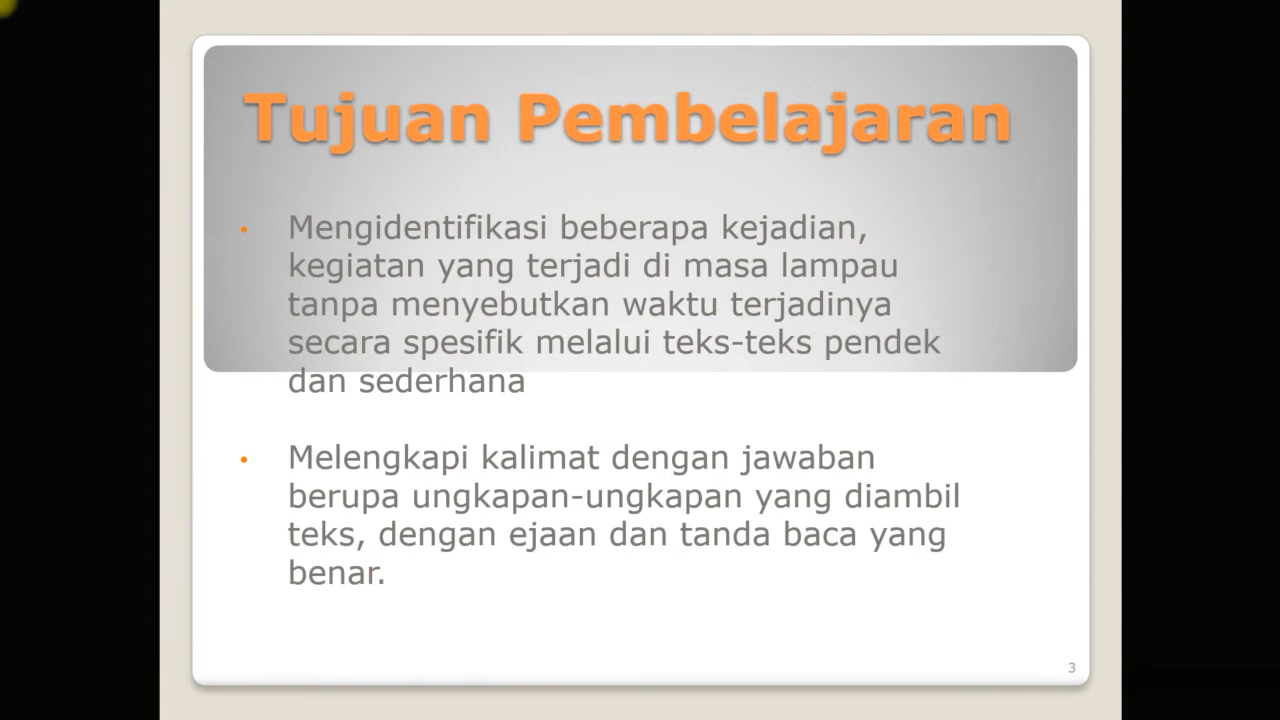 Tujuan Pembelajaran
• Mengidentifikasi beberapa kejadian,
kegiatan yang terjadi di masa lampau
tanpa menyebutkan waktu terjadinya
secara spesifik melalui teks-teks pendek
dan sederhana
• Melengkapi kalimat dengan jawaban
berupa ungkapan-ungkapan yang diambil
teks, dengan ejaan dan tanda baca yang
benar.
3